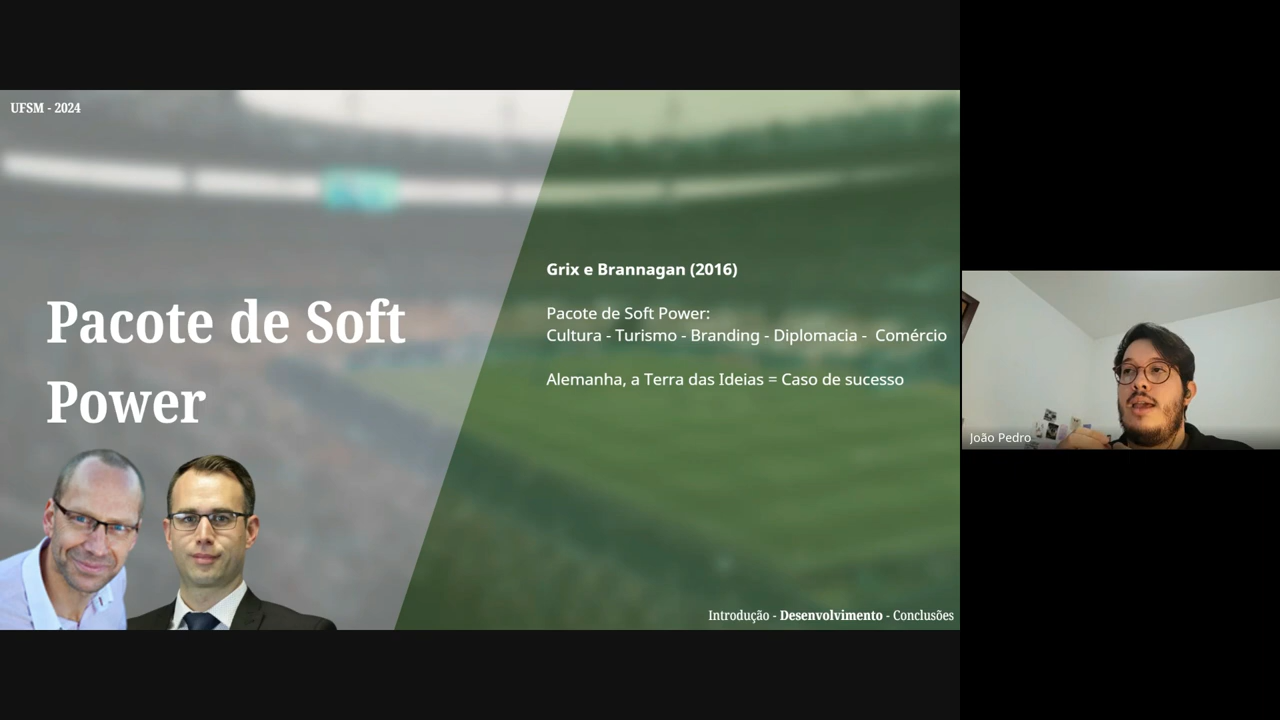 UFSM - 2024
Pacote de Soft
Power
Grix e Brannagan (2016)
Pacote de Soft Power:
Cultura - Turismo - Branding - Diplomacia - Comércio
Alemanha, a Terra das Ideias = Caso de sucesso
Introdução - Desenvolvimento - Conclusões
João Pedro